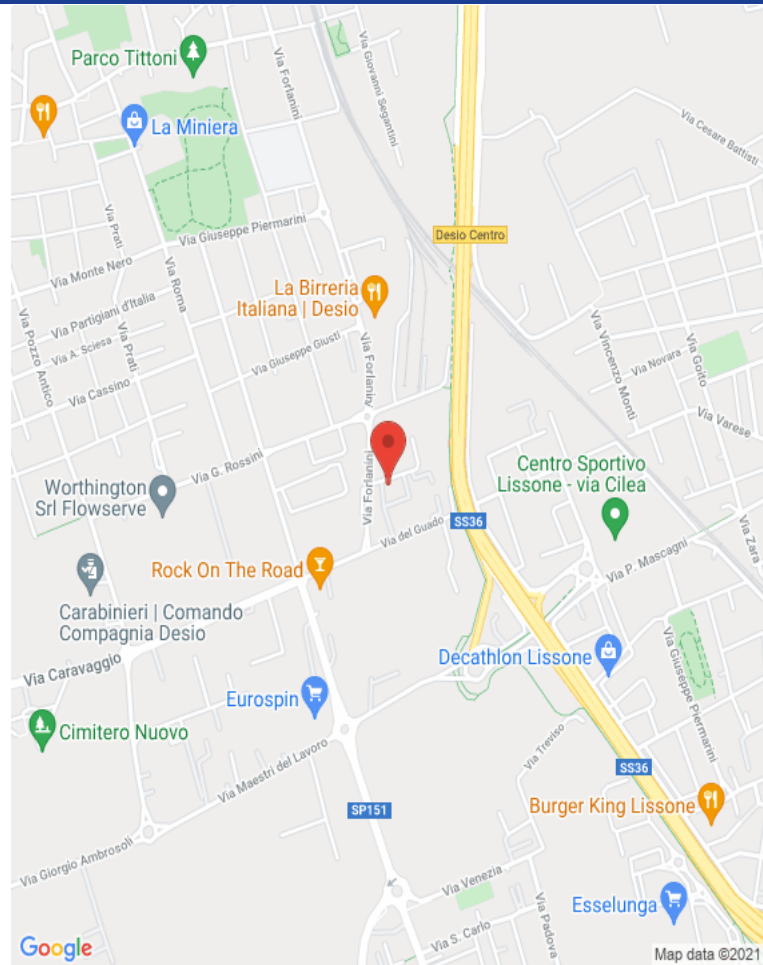 Parco Tittoni
Via Forlanini
Via Giovanni Segantini
La Miniera
Via Cesare Battisti
Via Prati
Via Giuseppe Piermarini
Desio Centro
Via Monte Nero
Via Roma
La Birreria
Italiana | Desio
Via Partigiani d'Italia
Via Pozzo Antico
Via A. Sciesa
Via Prati
Via Giuseppe Giusti
Via Forlanini
Via Vincenzo Monti
Via Novara
Via Goito
Via Cassino
Via Varese
Via G. Rossini
Via Forlanini
Worthington
Srl Flowserve
Centro Sportivo
Lissone - via Cilea
Via del Guado
SS36
Via Zara
Rock On The Road
Via P. Mascagni
Carabinieri | Comando
Compagnia Desio
Via Giuseppe Piermarini
Via Caravaggio
Decathlon Lissone
Eurospin
Cimitero Nuovo
Via Maestri del Lavoro
Via Treviso
SS36
SP151
Burger King Lissone
Via Giorgio Ambrosoli
Via Venezia
Via Padova
Esselunga
Via S. Carlo
Google
Map data ©2021